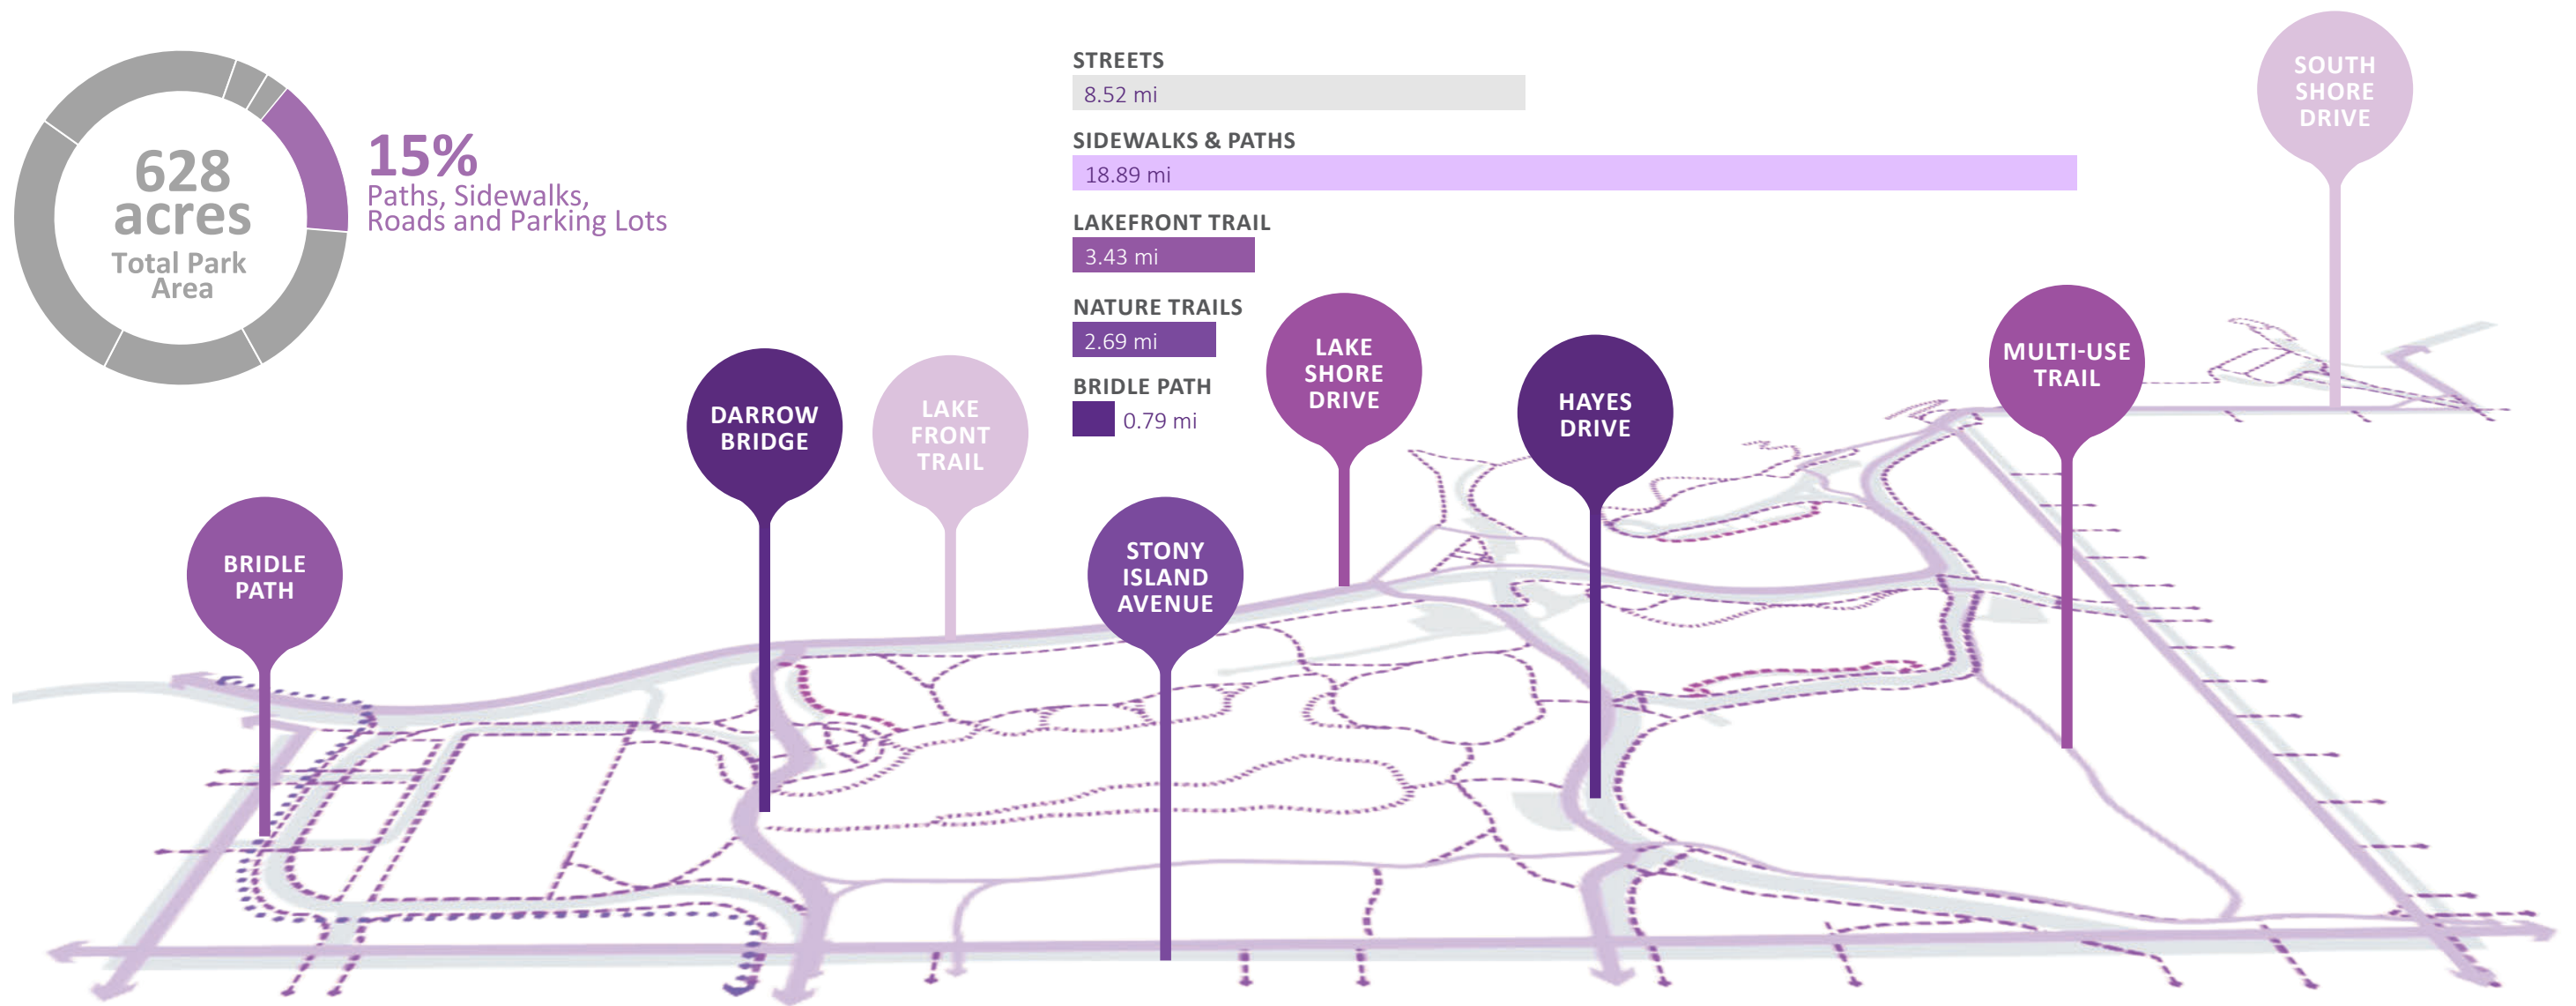 628
acres
Total Park
Area
15%
Paths, Sidewalks,
Roads and Parking Lots
STREETS
8.52 mi
SIDEWALKS & PATHS
18.89 mi
LAKEFRONT TRAIL
3.43 mi
NATURE TRAILS
2.69 mi
BRIDLE PATH
0.79 mi
BRIDLE
PATH
DARROW
BRIDGE
LAKE
FRONT
TRAIL
STONY
ISLAND
AVENUE
LAKE
SHORE
DRIVE
HAYES
DRIVE
MULTI-USE
TRAIL
SOUTH
SHORE
DRIVE